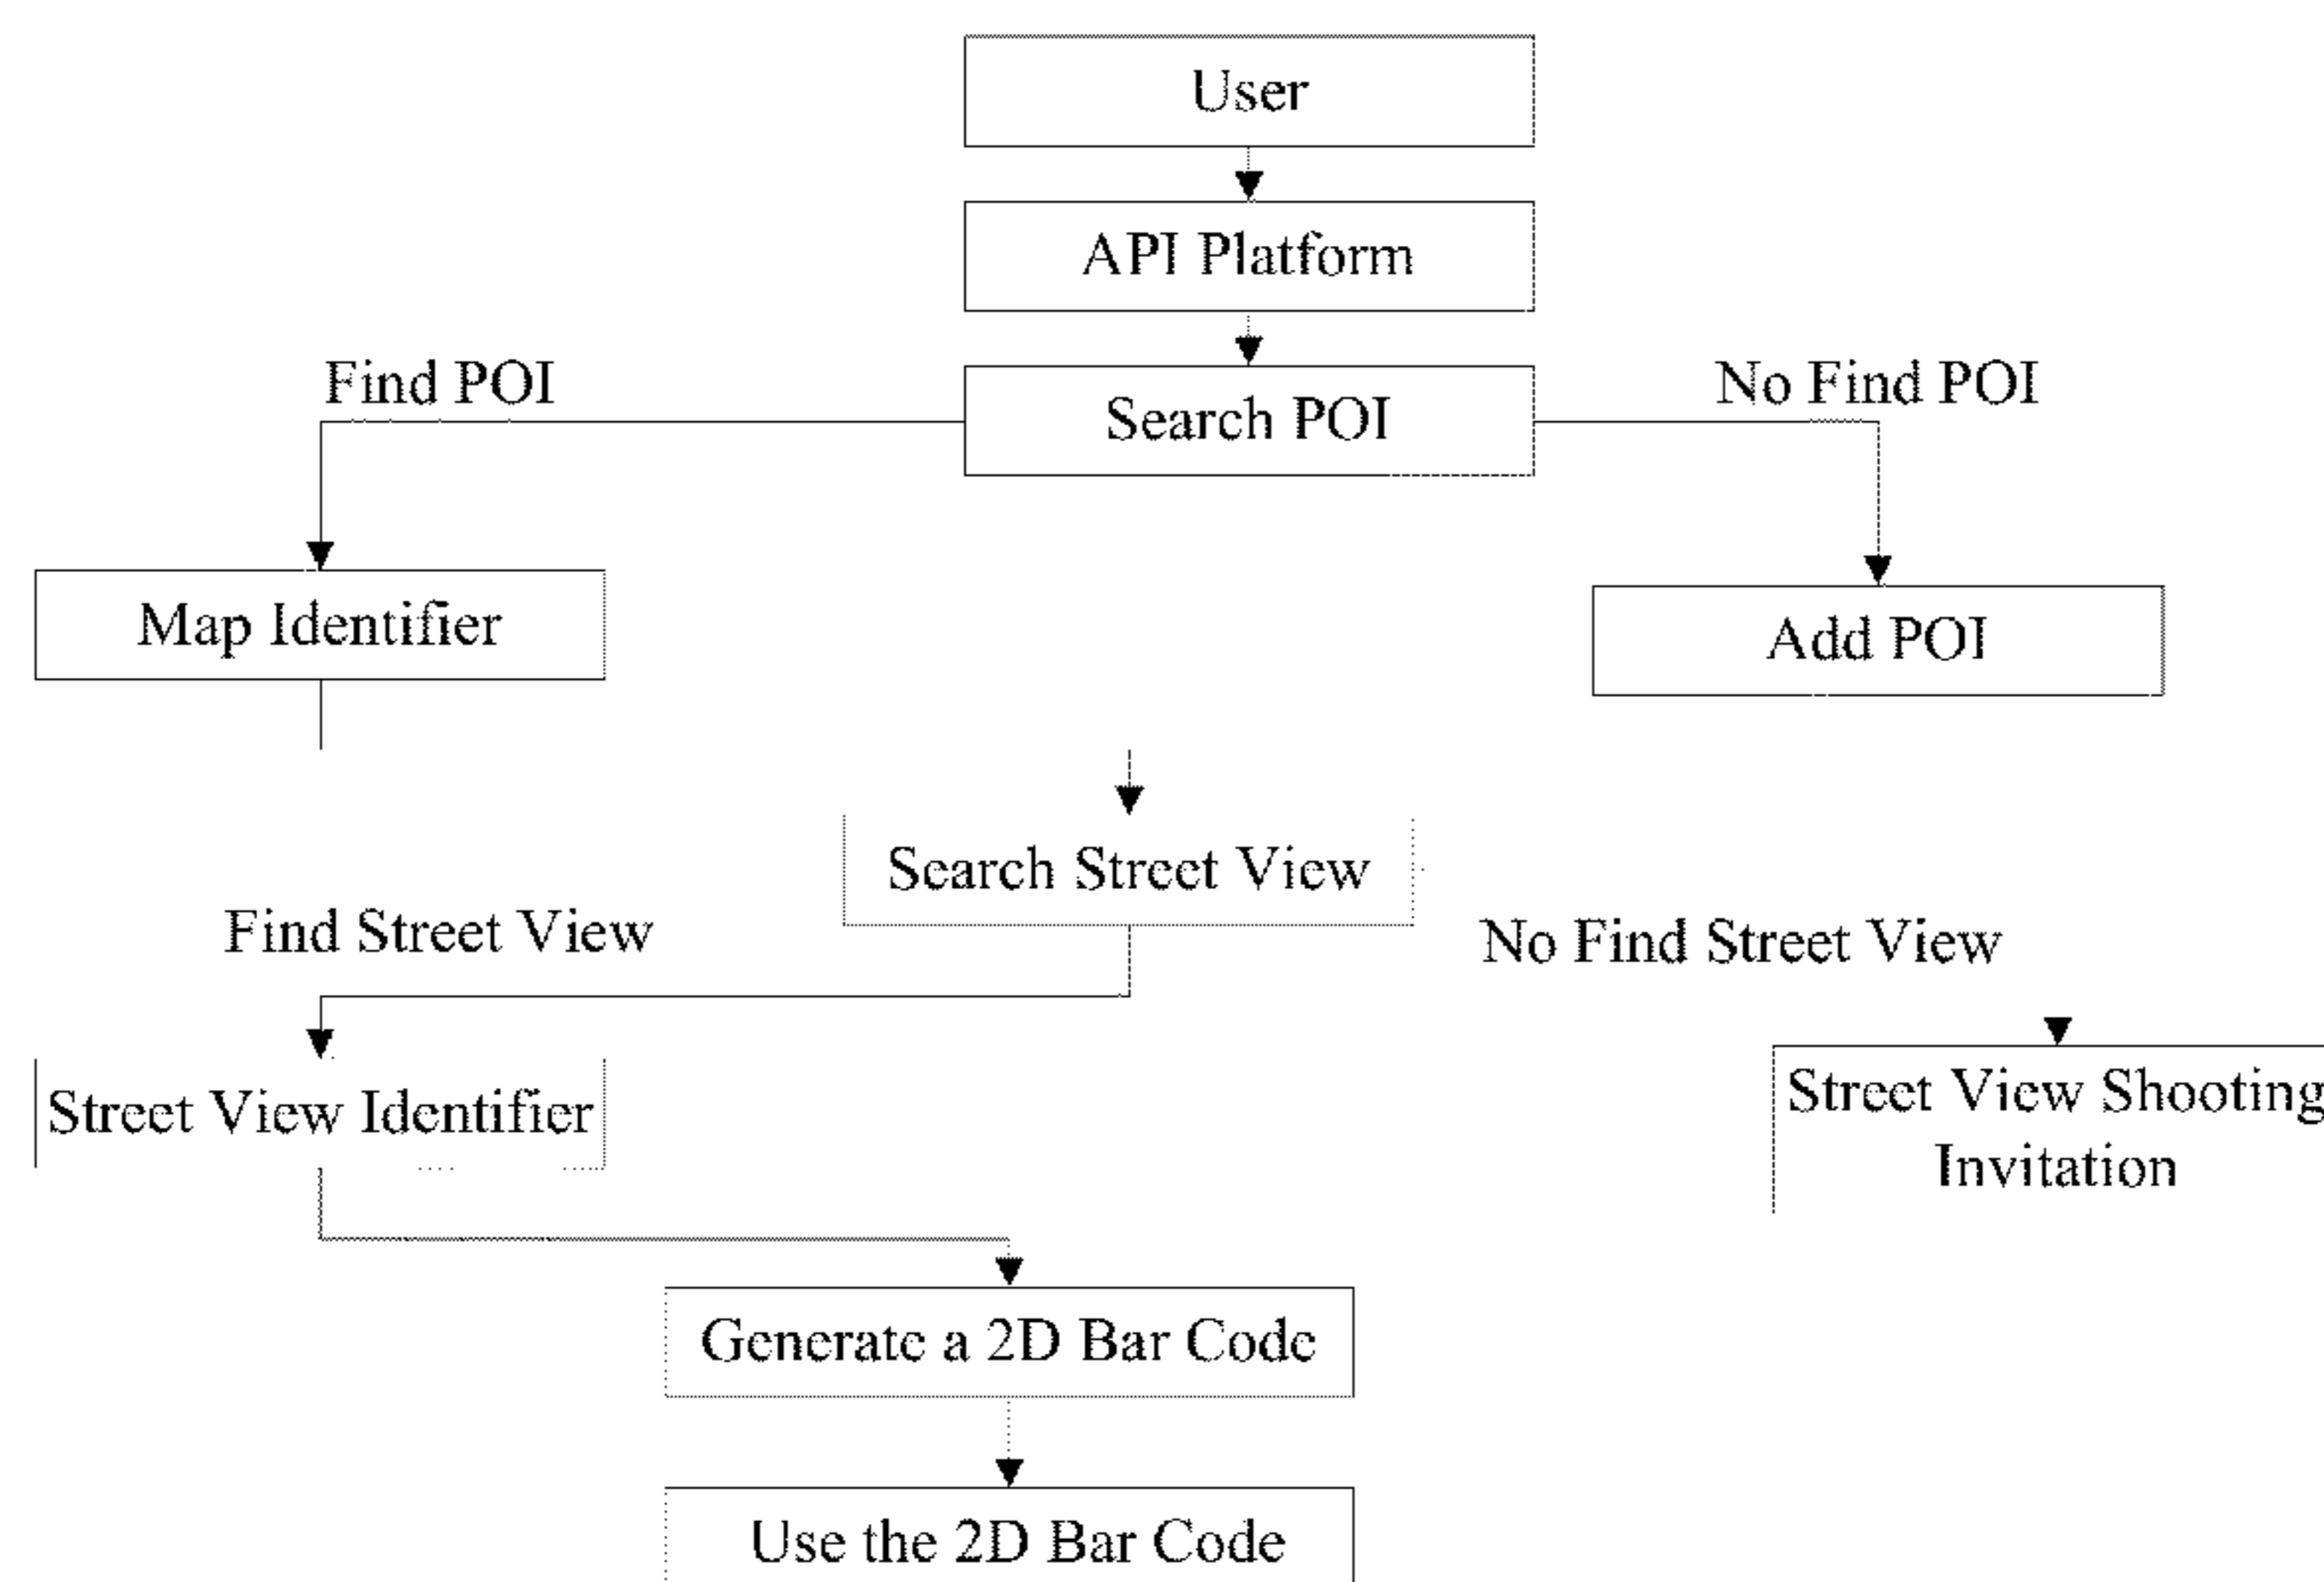 User
API Platform
Find POI
Search POI
No Find POI
Map Identifier
Add POI
Search Street View
Find Street View
No Find Street View
Street View Identifier
Street View Shooting
Invitation
Generate a 2D Bar Code
Use the 2D Bar Code